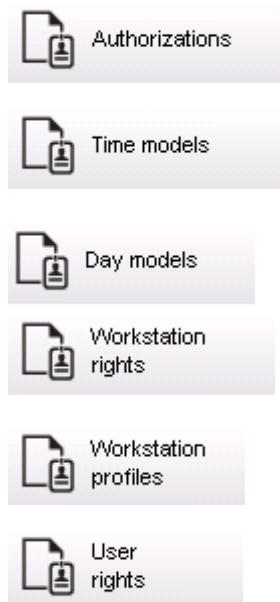 Authorizations
Time models
Day models
Workstation
rights
Workstation
profiles
User
rights